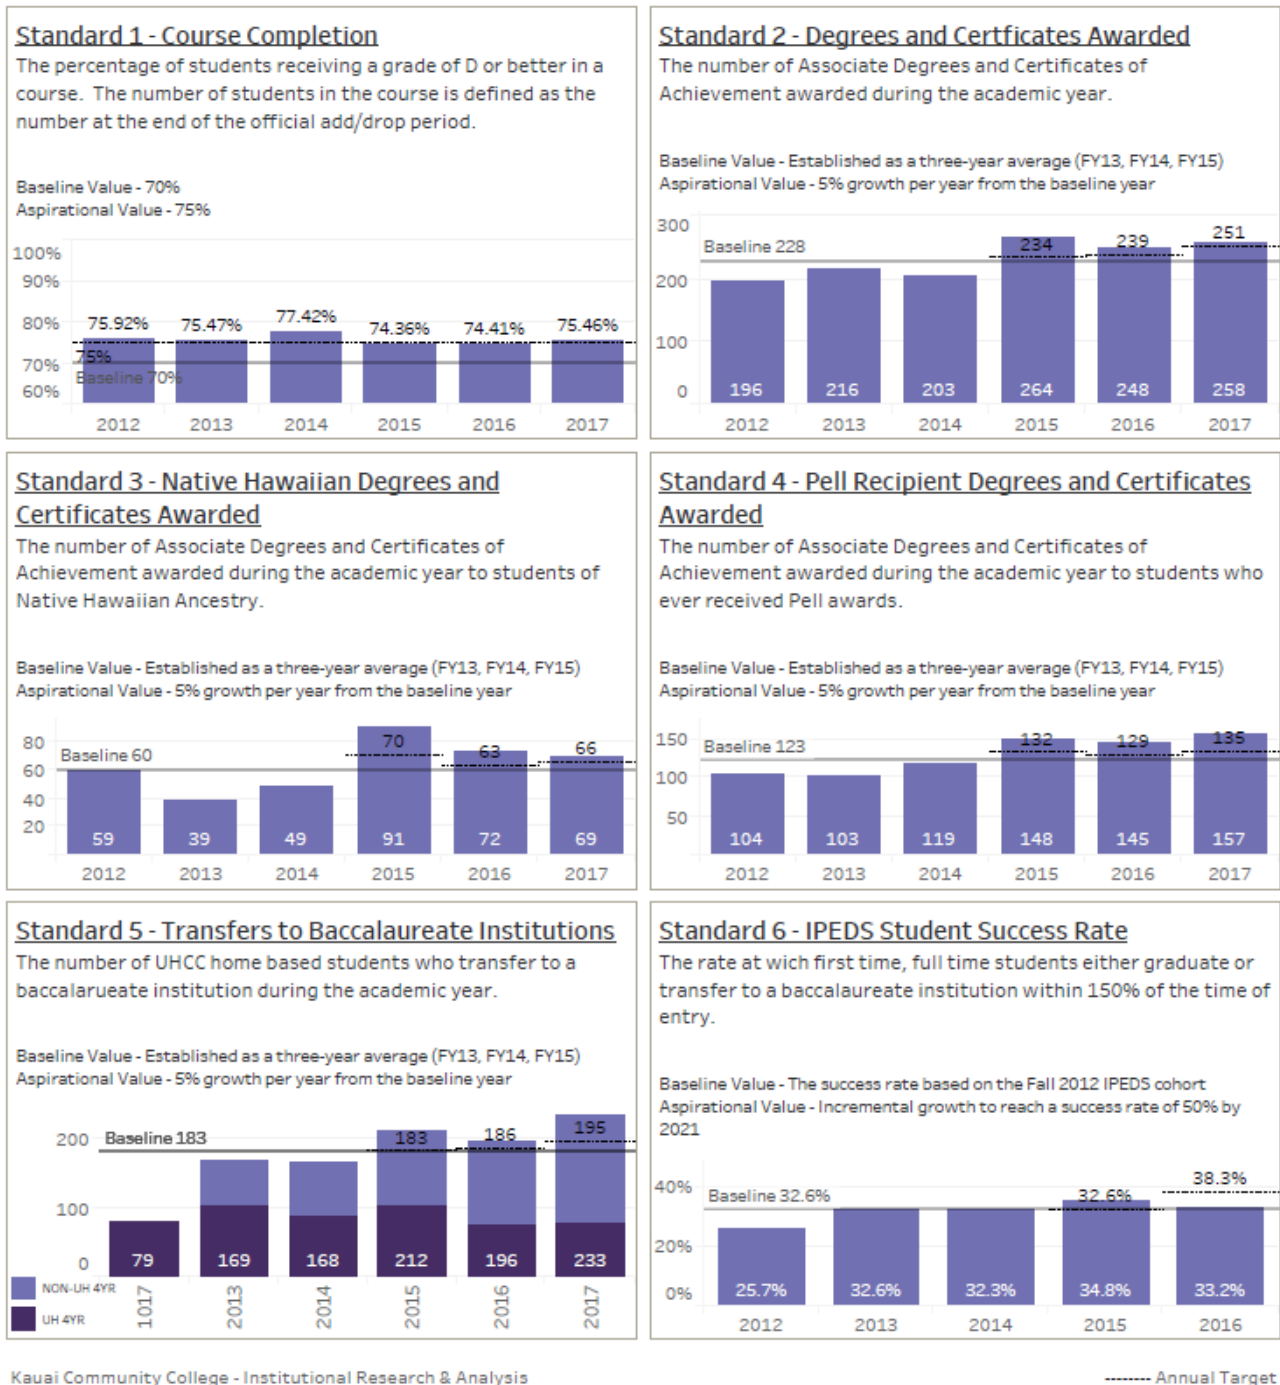 Standard 1 - Course Completion
The percentage of students receiving a grade of D or better in a
course. The number of students in the course is defined as the
number at the end of the official add/drop period.
Baseline Value - 70%
Aspirational Value - 75%
100%
90%
80%
70%
60%
75.92%
75.47%
77.42%
74.36%
74.41%
75.46%
75%
Baseline 70%
2012
2013
2014
2015
2016
2017
Standard 2 - Degrees and Certficates Awarded
The number of Associate Degrees and Certificates of
Achievement awarded during the academic year.
Baseline Value - Established as a three-year average (FY13, FY14, FY15)
Aspirational Value - 5% growth per year from the baseline year
300
200
100
0
Baseline 228
234
239
251
196
216
203
264
248
258
2012
2013
2014
2015
2016
2017
Standard 3 - Native Hawaiian Degrees and
Certificates Awarded
The number of Associate Degrees and Certificates of
Achievement awarded during the academic year to students of
Native Hawaiian Ancestry.
Baseline Value - Established as a three-year average (FY13, FY14, FY15)
Aspirational Value - 5% growth per year from the baseline year
80
60
40
20
Baseline 60
70
63
66
59
39
49
91
72
69
2012
2013
2014
2015
2016
2017
Standard 4 - Pell Recipient Degrees and Certificates
Awarded
The number of Associate Degrees and Certificates of
Achievement awarded during the academic year to students who
ever received Pell awards.
Baseline Value - Established as a three-year average (FY13, FY14, FY15)
Aspirational Value - 5% growth per year from the baseline year
150
100
50
Baseline 123
132
129
135
104
103
119
148
145
157
2012
2013
2014
2015
2016
2017
Standard 5 - Transfers to Baccalaureate Institutions
The number of UHCC home based students who transfer to a
baccalarueate institution during the academic year.
Baseline Value - Established as a three-year average (FY13, FY14, FY15)
Aspirational Value - 5% growth per year from the baseline year
200
100
0
Baseline 183
183
186
195
79
169
168
212
196
233
NON-UH 4YR
UH 4YR
1017
2013
2014
2015
2016
2017
Standard 6 - IPEDS Student Success Rate
The rate at wich first time, full time students either graduate or
transfer to a baccalaureate institution within 150% of the time of
entry.
Baseline Value - The success rate based on the Fall 2012 IPEDS cohort
Aspirational Value - Incremental growth to reach a success rate of 50% by
2021
40%
20%
0%
Baseline 32.6%
32.6%
38.3%
25.7%
32.6%
32.3%
34.8%
33.2%
2012
2013
2014
2015
2016
Kauai Community College - Institutional Research & Analysis
Annual Target